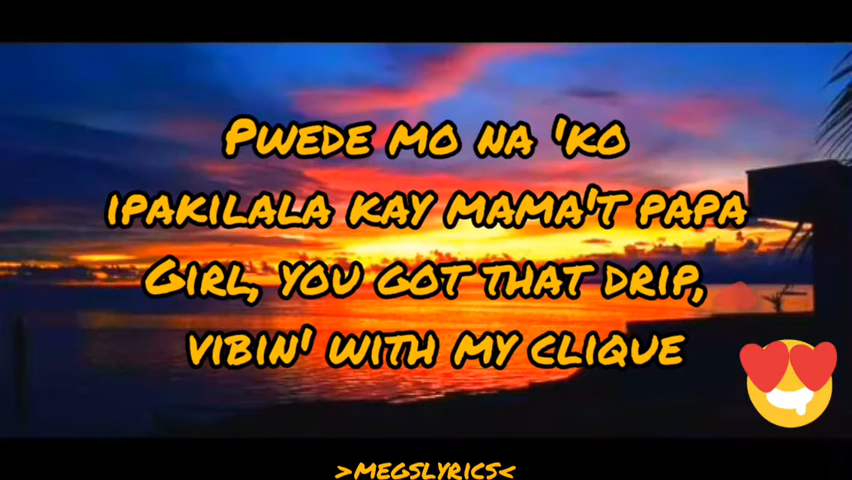 Pwede mo na 'ko
ipakilala kay mama't papa
Girl, you got that drip,
vibin' with my clique
>megslyrics<